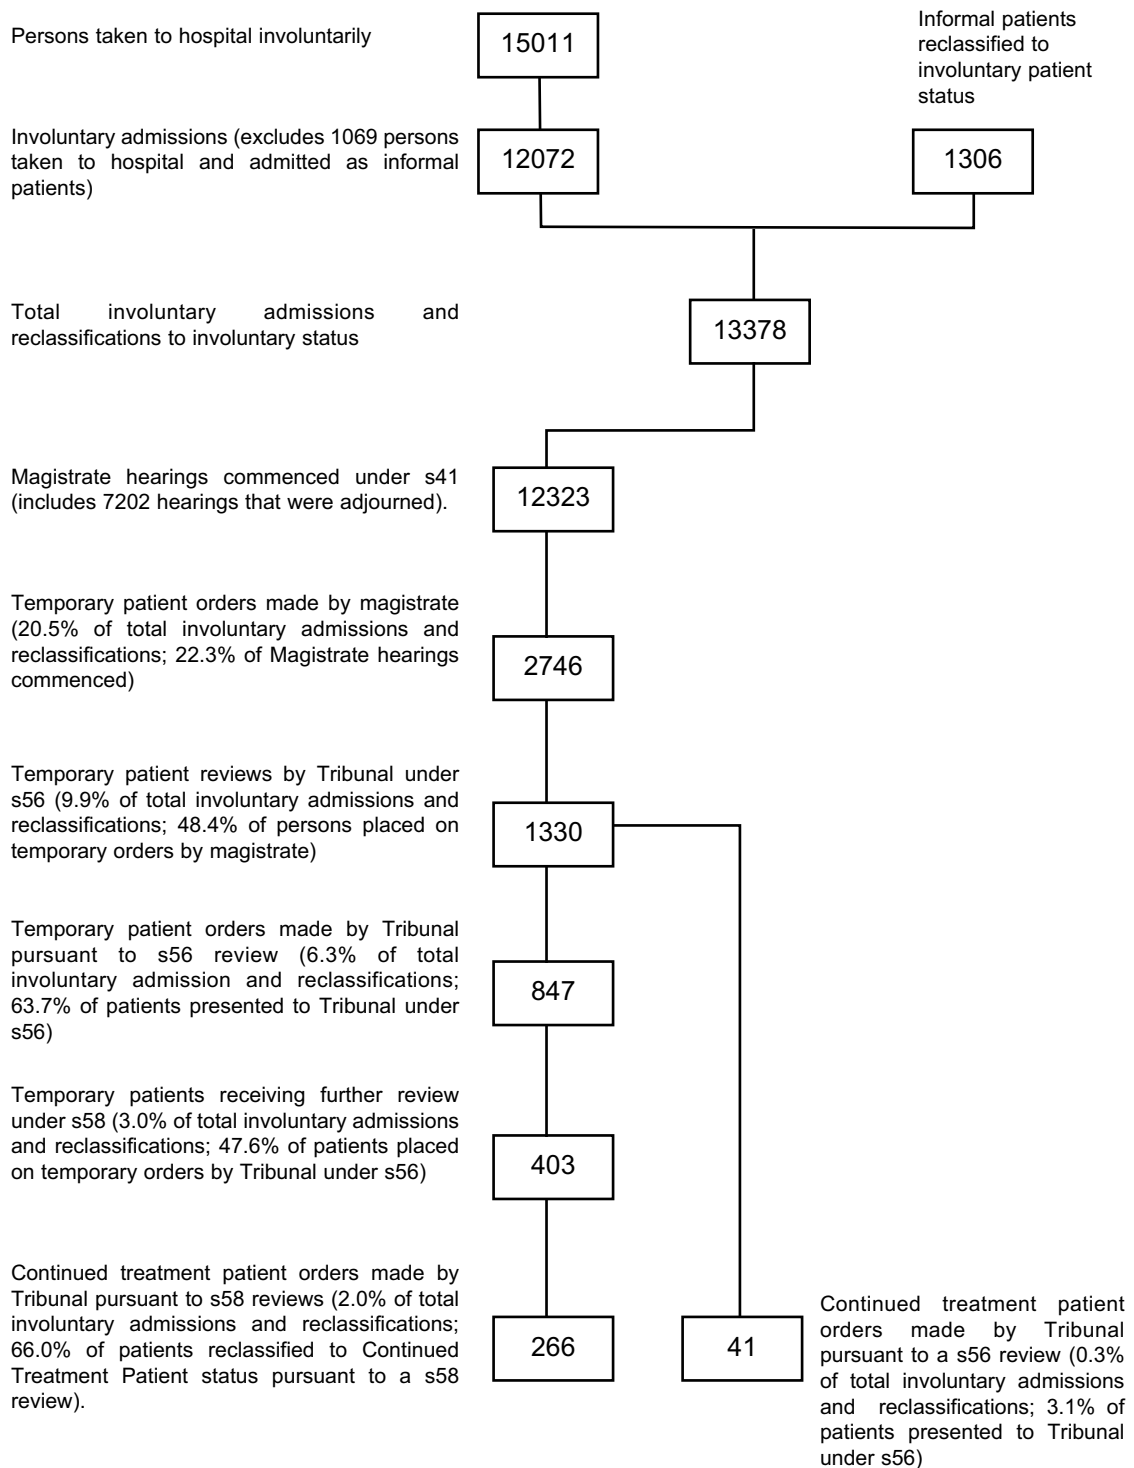 Persons taken to hospital involuntarily
15011
Informal patients
reclassified to
involuntary patient
status
Involuntary admissions (excludes 1069 persons
taken to hospital and admitted as informal
patients)
12072
1306
Total involuntary admissions and
reclassifications to involuntary status
13378
Magistrate hearings commenced under s41
(includes 7202 hearings that were adjourned).
12323
Temporary patient orders made by magistrate
(20.5% of total involuntary admissions and
reclassifications; 22.3% of Magistrate hearings
commenced)
2746
Temporary patient reviews by Tribunal under
s56 (9.9% of total involuntary admissions and
reclassifications; 48.4% of persons placed on
temporary orders by magistrate)
1330
Temporary patient orders made by Tribunal
pursuant to s56 review (6.3% of total
involuntary admission and reclassifications;
63.7% of patients presented to Tribunal under
s56)
847
Temporary patients receiving further review
under s58 (3.0% of total involuntary admissions
and reclassifications; 47.6% of patients placed
on temporary orders by Tribunal under s56)
403
Continued treatment patient orders made by
Tribunal pursuant to s58 reviews (2.0% of total
involuntary admissions and reclassifications;
66.0% of patients reclassified to Continued
Treatment Patient status pursuant to a s58
review).
266
41
Continued treatment patient
orders made by Tribunal
pursuant to a s56 review (0.3%
of total involuntary admissions
and reclassifications; 3.1% of
patients presented to Tribunal
under s56)